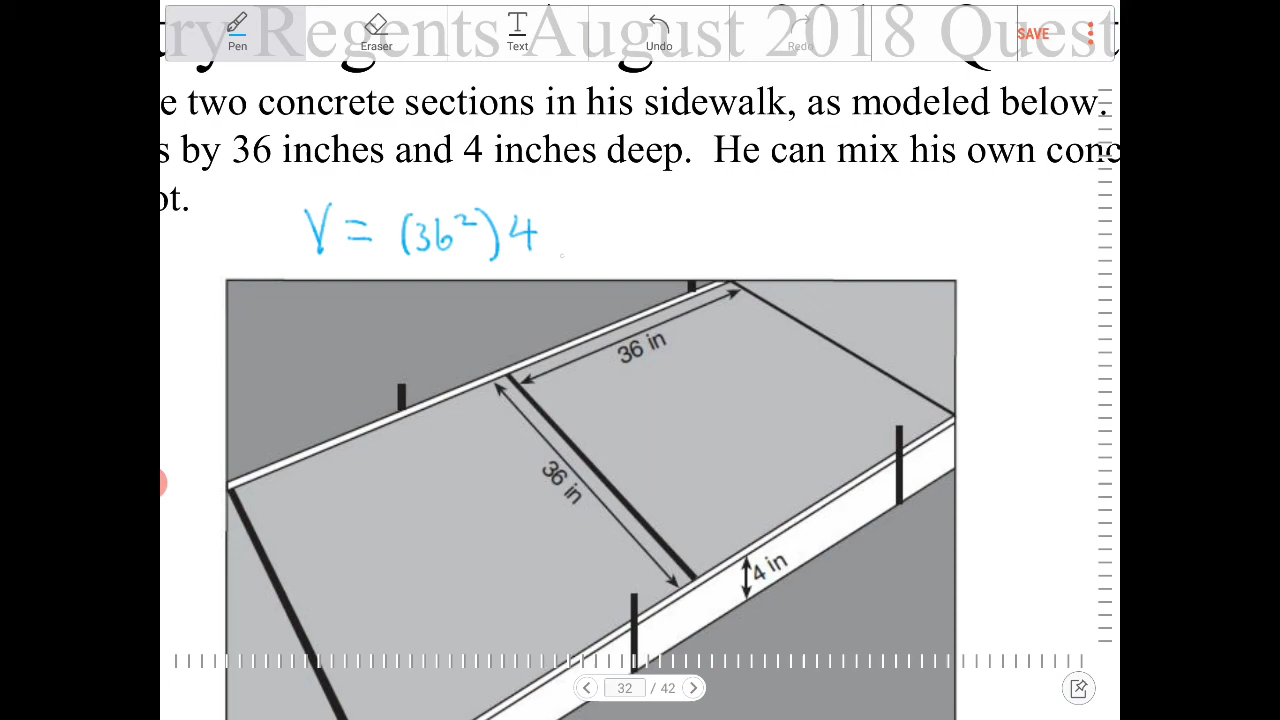 Regents August 2018
Pen Eraser Text Undo Redo SAVE
e two concrete sections in his sidewalk, as modeled below.
s by 36 inches and 4 inches deep. He can mix his own conc
ot.
V = (36²)4
36 in
36 in
4 in
32 / 42